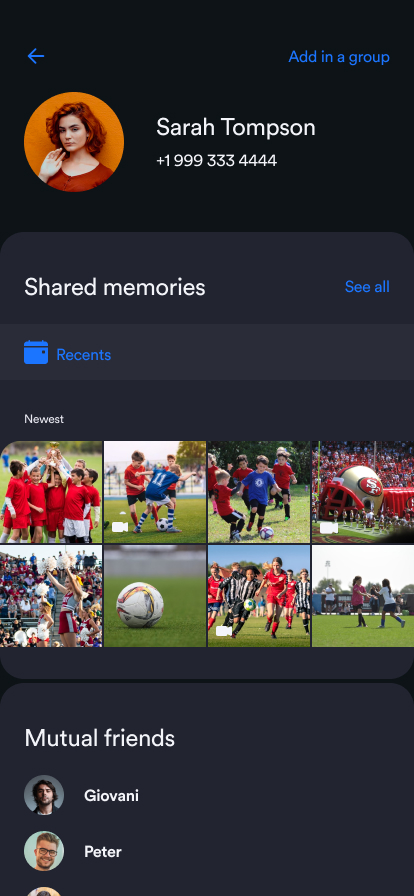 Add in a group
Sarah Tompson
+1 999 333 4444
Shared memories
See all
Recents
Newest
11
Mutual friends
Giovani
Peter